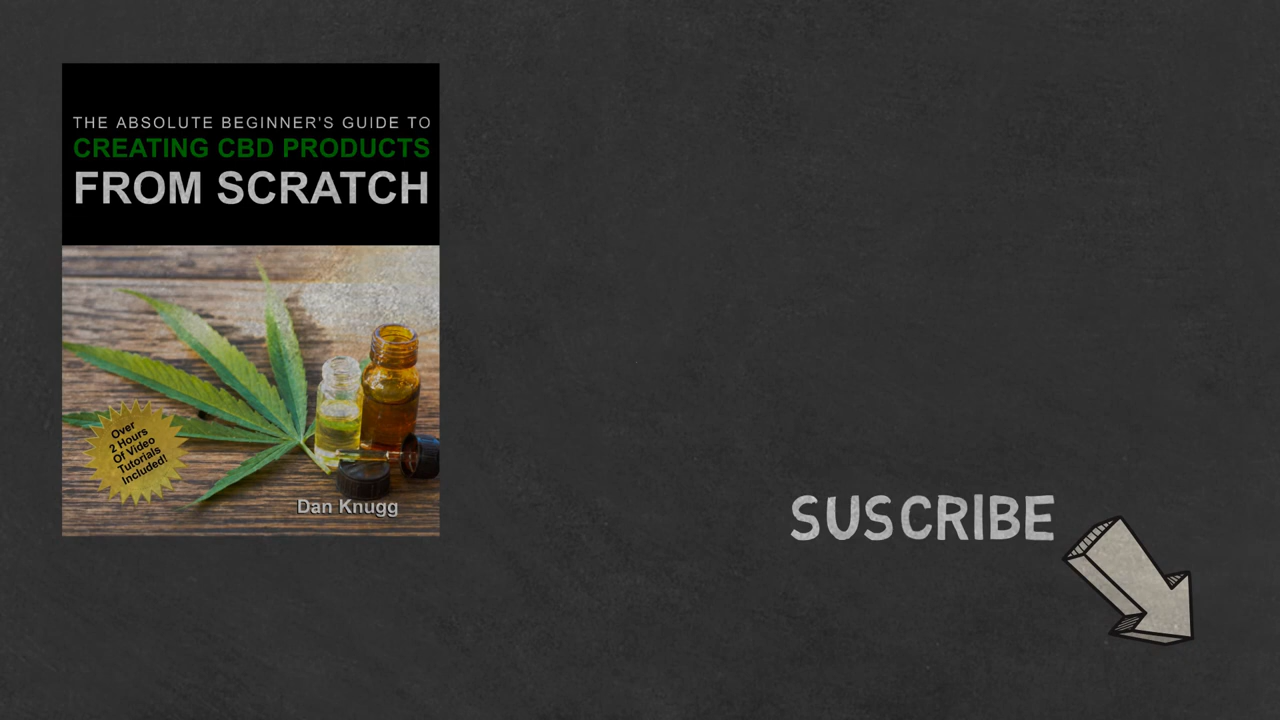 THE ABSOLUTE BEGINNER'S GUIDE TO
CREATING CBD PRODUCTS
FROM SCRATCH
Over
2 Hours
Of Video
Tutorials
Included!
Dan Knugg
SUSCRIBE